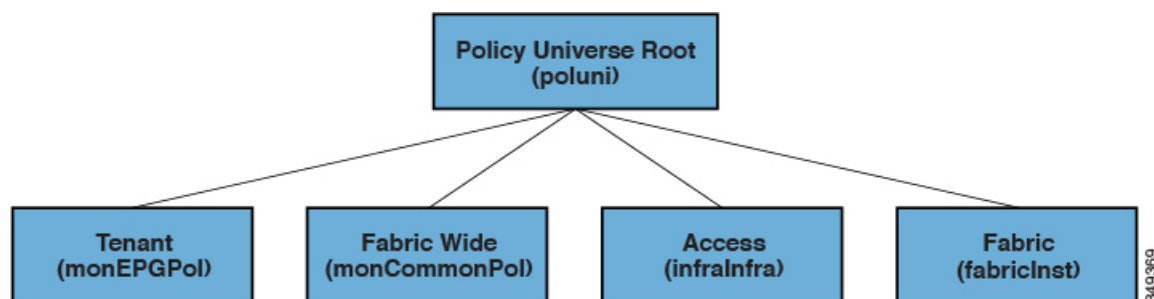 Policy Universe Root
(poluni)
Tenant
(monEPGPol)
Fabric Wide
(monCommonPol)
Access
(infraInfra)
Fabric
(fabricInst)
349369